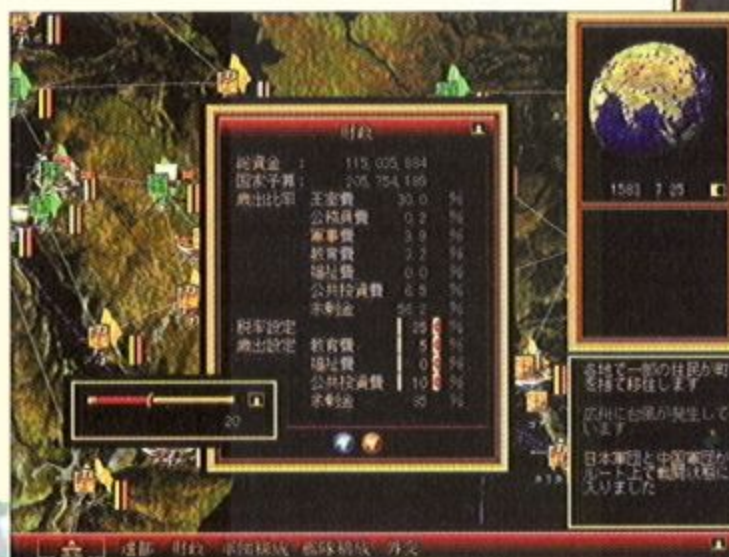 財政
総資金 : 115,035,884
国家予算 : 205,754,186
歳出比率 王室費 30.0 %
公務員費 0.2 %
軍事費 3.9 %
教育費 3.2 %
福祉費 0.0 %
公共投資費 6.5 %
余剰金 56.2 %
税率設定 25 %
歳出設定 教育費 5 %
福祉費 0 %
公共投資費 10 %
余剰金 85 %
20
1581 7 25
各地で一部の住民が町
を捨て移住します
広州に台風が発生して
います
日本軍団と中国軍団が
ルート上で戦闘状態に
入りました
遷都 財政 軍団構成 艦隊構成 外交